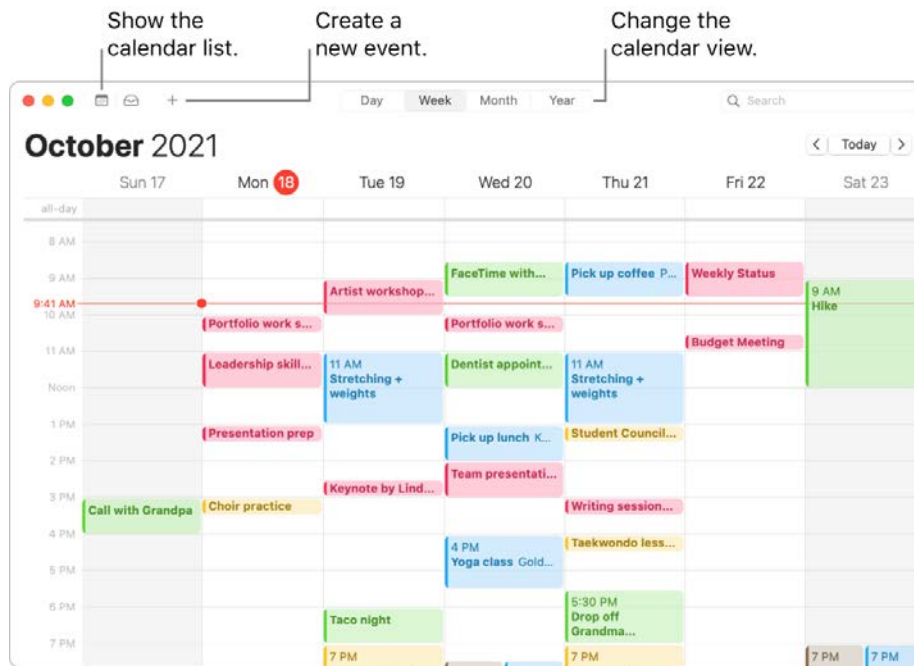 Show the
calendar list.
Create a
new event.
Change the
calendar view.
Day Week Month Year
Search
October 2021
Today
Sun 17 Mon 18 Tue 19 Wed 20 Thu 21 Fri 22 Sat 23
all-day
8 AM
9 AM
9:41 AM
10 AM
11 AM
Noon
1 PM
2 PM
3 PM
4 PM
5 PM
6 PM
7 PM
Call with Grandpa
Portfolio work s...
Leadership skill...
Presentation prep
Choir practice
Artist workshop...
11 AM
Stretching +
weights
Keynote by Lind...
Taco night
7 PM
FaceTime with...
Portfolio work s...
Dentist appoint...
Pick up lunch K...
Team presentati...
4 PM
Yoga class Gold...
Pick up coffee P...
11 AM
Stretching +
weights
Student Council...
Writing session...
Taekwondo less...
5:30 PM
Drop off
Grandma...
7 PM
Weekly Status
Budget Meeting
9 AM
Hike
7 PM
7 PM